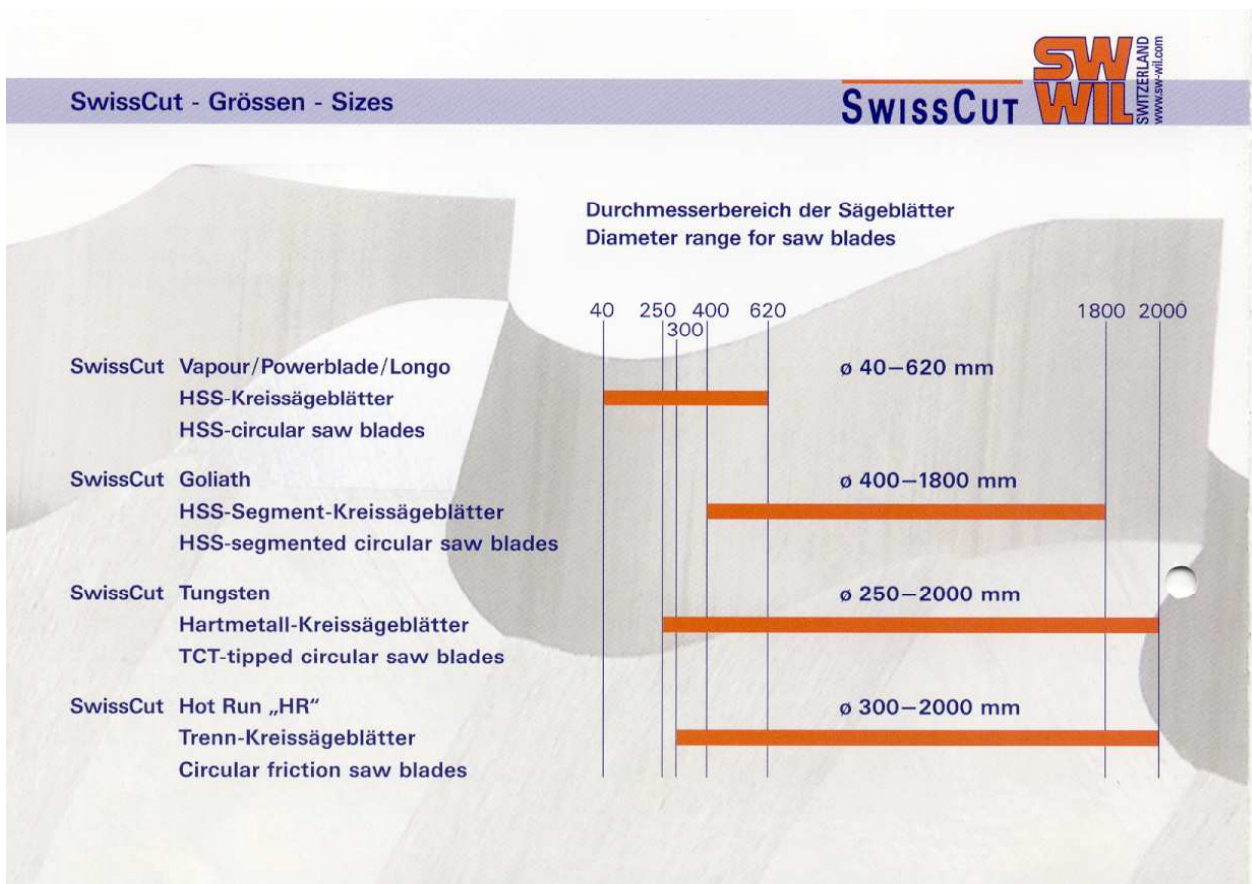 SwissCut - Grössen - Sizes
SWISSCUT
SW
WIL
SWITZERLAND
www.sw-wil.com
Durchmesserbereich der Sägeblätter
Diameter range for saw blades
40 250 400 620 1800 2000
300
SwissCut Vapour/Powerblade/Longo ø 40–620 mm
HSS-Kreissägeblätter
HSS-circular saw blades
SwissCut Goliath ø 400–1800 mm
HSS-Segment-Kreissägeblätter
HSS-segmented circular saw blades
SwissCut Tungsten ø 250–2000 mm
Hartmetall-Kreissägeblätter
TCT-tipped circular saw blades
SwissCut Hot Run „HR“ ø 300–2000 mm
Trenn-Kreissägeblätter
Circular friction saw blades